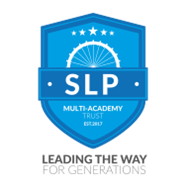 SLP
MULTI-ACADEMY
TRUST
EST.2017
LEADING THE WAY
FOR GENERATIONS